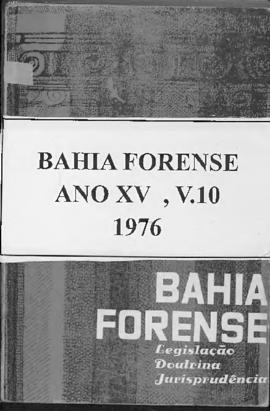 BAHIA FORENSE
ANO XV , V.10
1976
BAHIA
FORENSE
Legislação
Doutrina
Jurisprudência